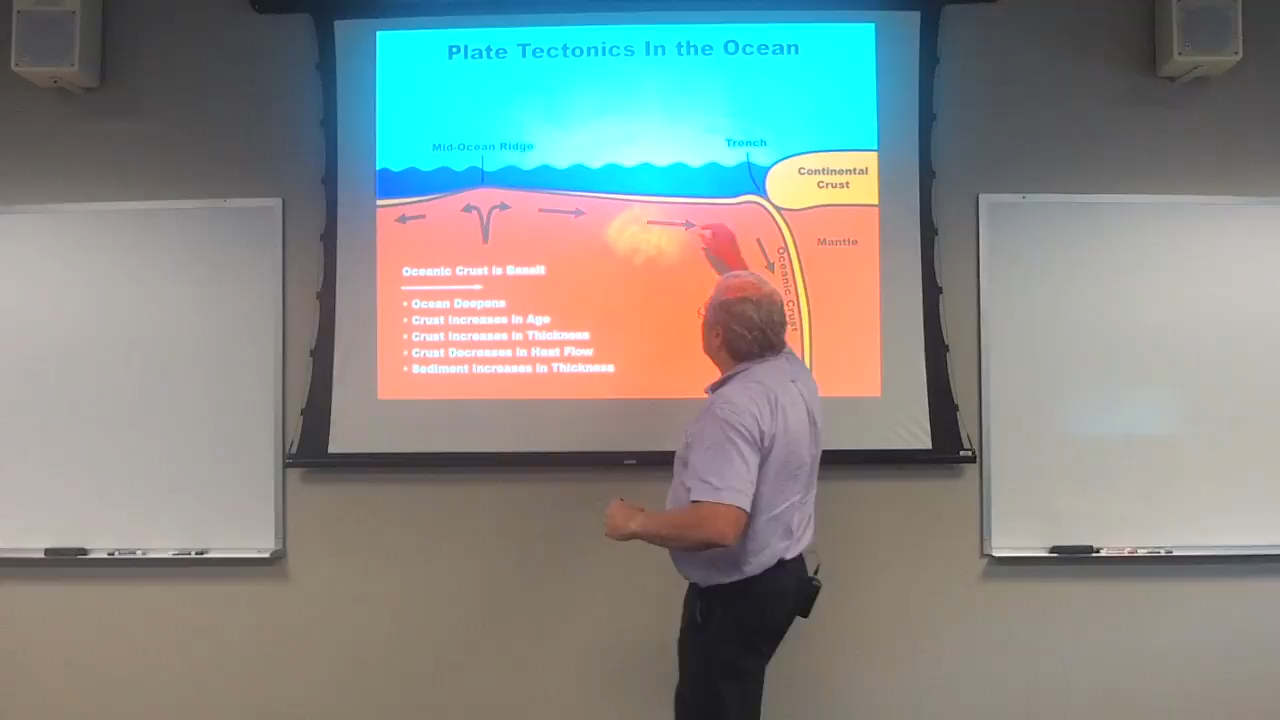 Plate Tectonics In the Ocean
Mid-Ocean Ridge
Trench
Continental
Crust
Mantle
Oceanic Crust
Oceanic Crust is Basalt
• Ocean Deepens
• Crust Increases in Age
• Crust Increases in Thickness
• Crust Decreases in Heat Flow
• Sediment Increases in Thickness